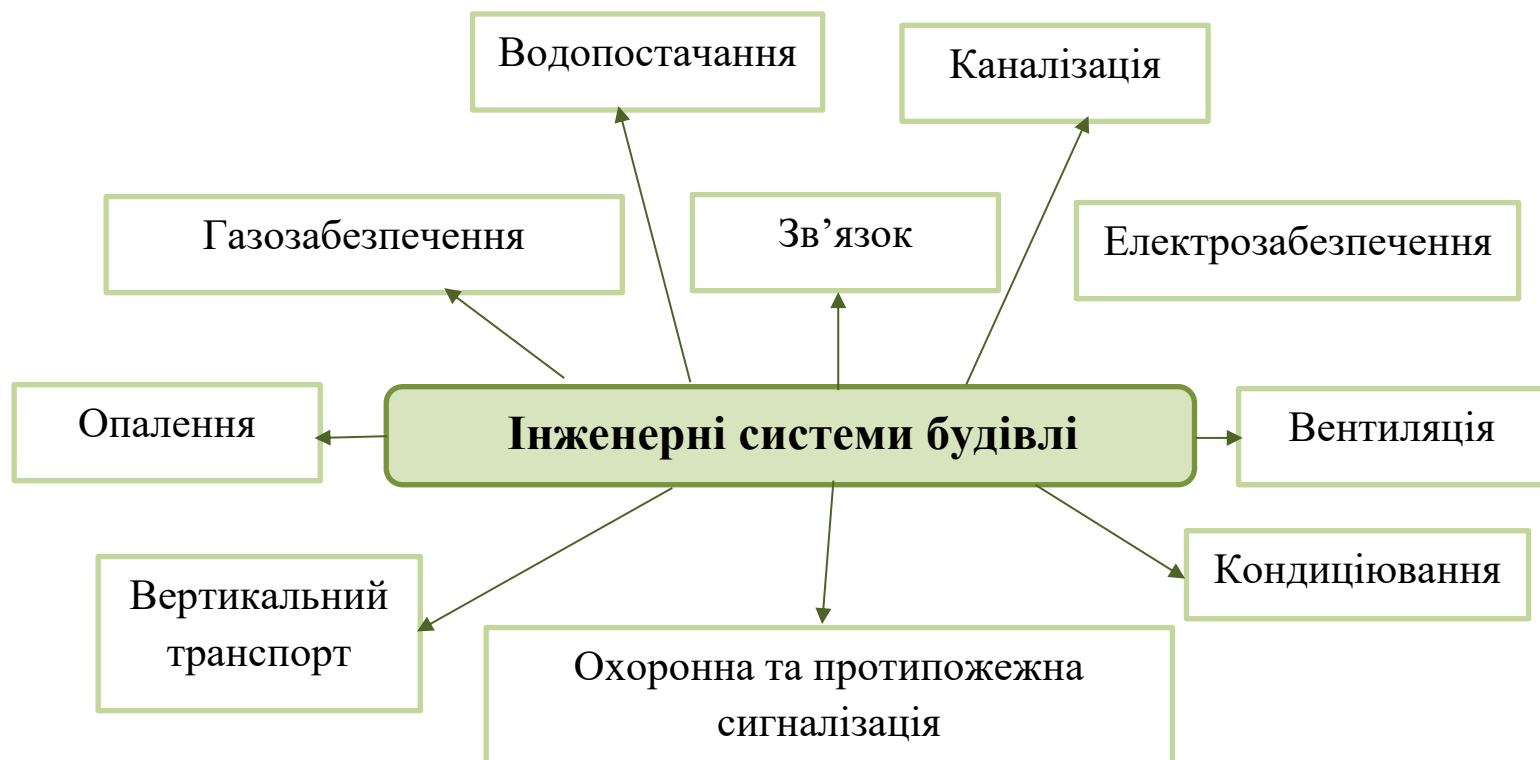 Водопостачання
Каналізація
Газозабезпечення
Зв’язок
Електрозабезпечення
Опалення
Інженерні системи будівлі
Вентиляція
Вертикальний
транспорт
Кондиціювання
Охоронна та протипожежна
сигналізація